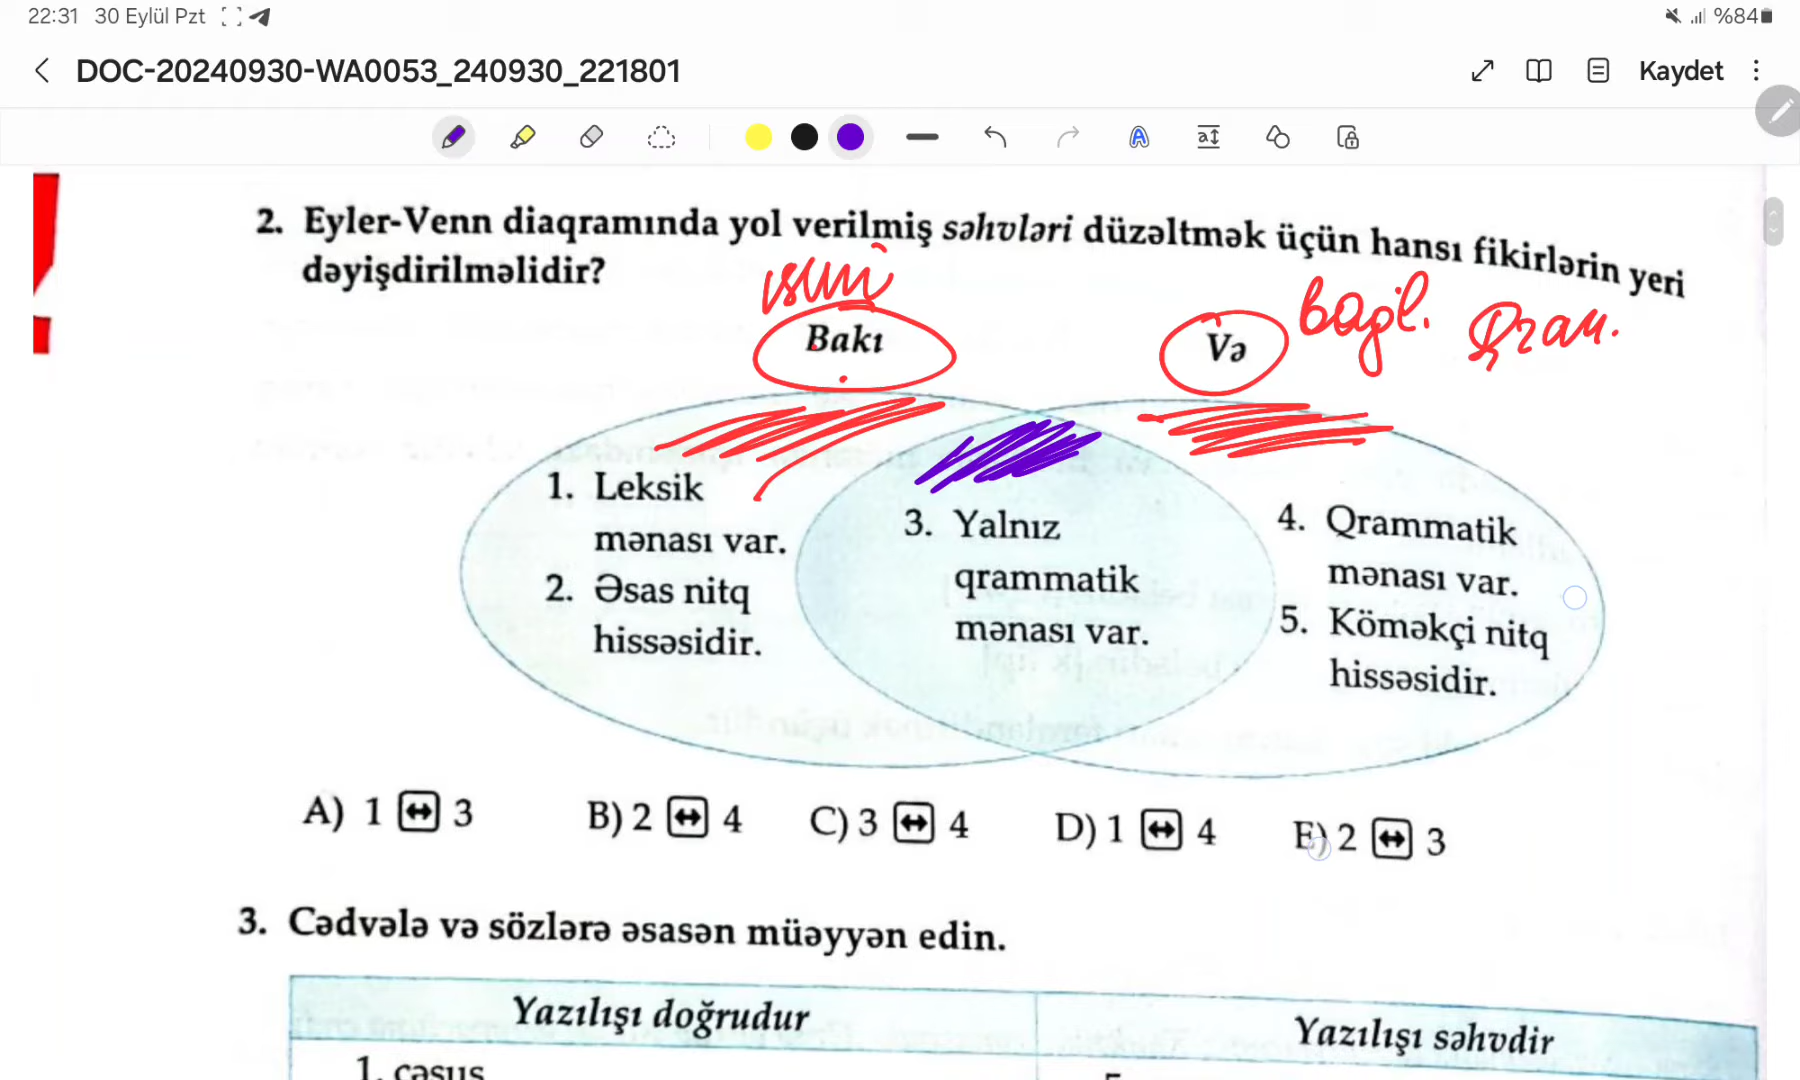 22:31 30 Eylül Pzt %84
DOC-20240930-WA0053_240930_221801 Kaydet
2. Eyler-Venn diaqramında yol verilmiş səhvləri düzəltmək üçün hansı fikirlərin yeri
dəyişdirilməlidir?
isim
bağl. Qram.
Bakı
Və
1. Leksik
mənası var.
2. Əsas nitq
hissəsidir.
3. Yalnız
qrammatik
mənası var.
4. Qrammatik
mənası var.
5. Köməkçi nitq
hissəsidir.
A) 1 ↔ 3 B) 2 ↔ 4 C) 3 ↔ 4 D) 1 ↔ 4 E) 2 ↔ 3
3. Cədvələ və sözlərə əsasən müəyyən edin.
Yazılışı doğrudur Yazılışı səhvdir
1. casus